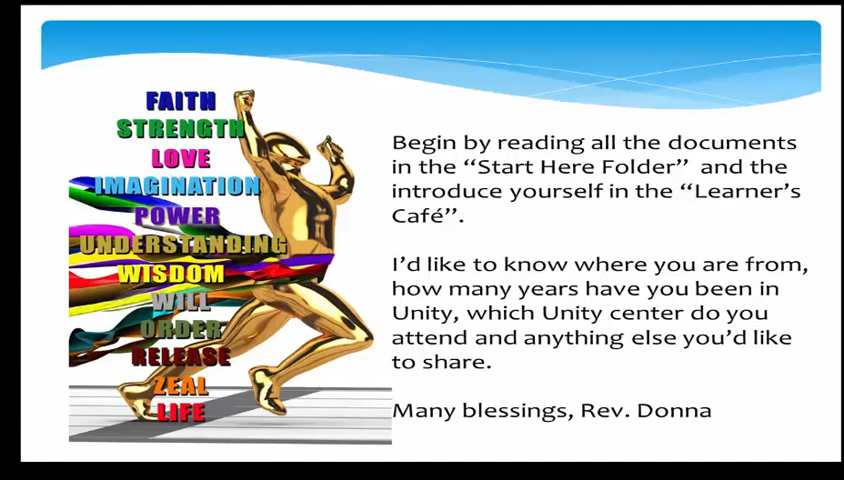 FAITH
STRENGTH
LOVE
IMAGINATION
POWER
UNDERSTANDING
WISDOM
WILL
ORDER
RELEASE
ZEAL
LIFE
Begin by reading all the documents
in the “Start Here Folder”  and the
introduce yourself in the “Learner’s
Café”.
I’d like to know where you are from,
how many years have you been in
Unity, which Unity center do you
attend and anything else you’d like
to share.
Many blessings, Rev. Donna